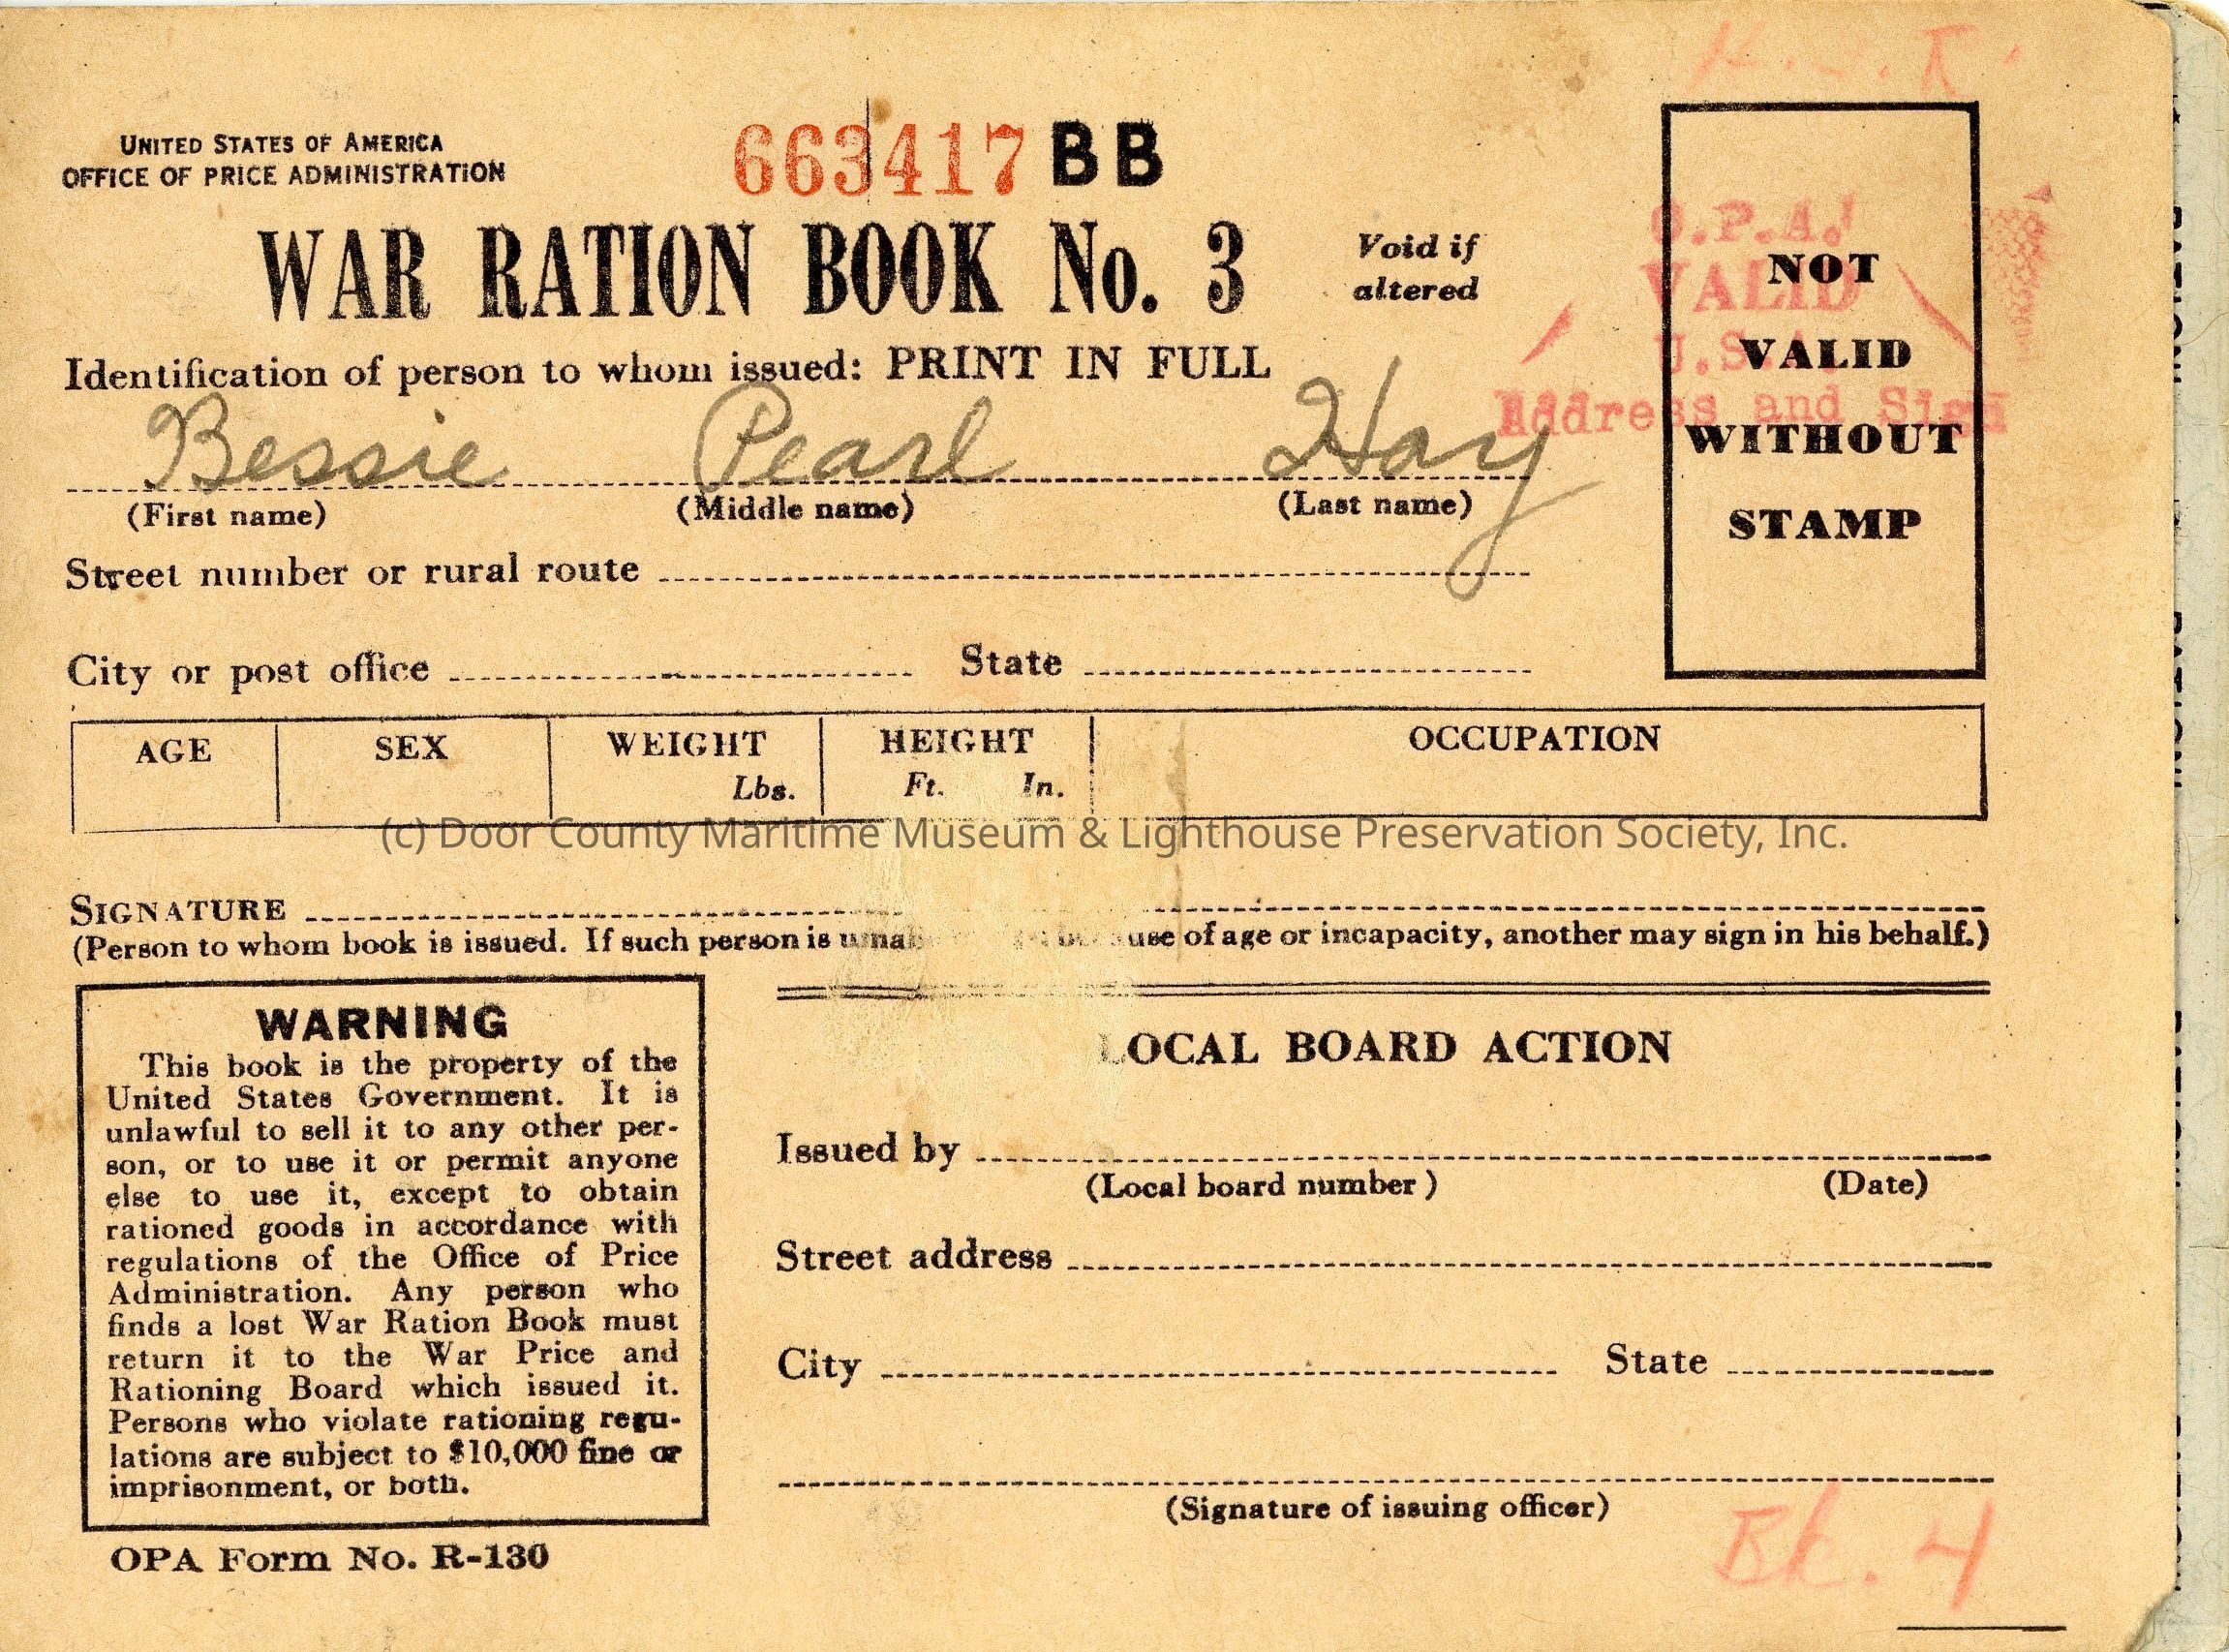 UNITED STATES OF AMERICA
OFFICE OF PRICE ADMINISTRATION
663417 BB
WAR RATION BOOK No. 3
Void if
altered
O.P.A.
VALID
U.S.
Address and Sign
NOT
VALID
WITHOUT
STAMP
Identification of person to whom issued: PRINT IN FULL
Bessie Pearl Hay
(First name) (Middle name) (Last name)
Street number or rural route
City or post office State
AGE SEX WEIGHT HEIGHT OCCUPATION
Lbs. Ft. In.
(c) Door County Maritime Museum & Lighthouse Preservation Society, Inc.
SIGNATURE
(Person to whom book is issued. If such person is of age or incapacity, another may sign in his behalf.)
WARNING
This book is the property of the
United States Government. It is
unlawful to sell it to any other per-
son, or to use it or permit anyone
else to use it, except to obtain
rationed goods in accordance with
regulations of the Office of Price
Administration. Any person who
finds a lost War Ration Book must
return it to the War Price and
Rationing Board which issued it.
Persons who violate rationing regu-
lations are subject to $10,000 fine or
imprisonment, or both.
OPA Form No. R-130
LOCAL BOARD ACTION
Issued by
(Local board number) (Date)
Street address
City State
(Signature of issuing officer)
Bk. 4